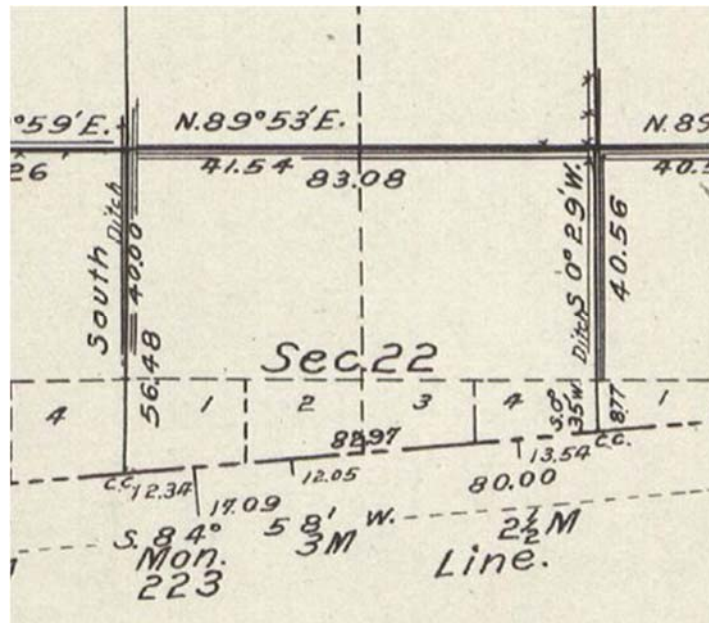 °59'E. N.89°53'E. N.89
26 41.54 83.08 40.5
South Ditch 40.00
56.48
Ditch S 0°29'W. 40.56
Sec. 22
4 1 2 3 4 1
S.0° 35'W 8.77
C.C. 12.34 17.09 12.05 13.54 C.C.
80.00
S. 84° 58' W.
3M 2½M
Mon. 223
Line.